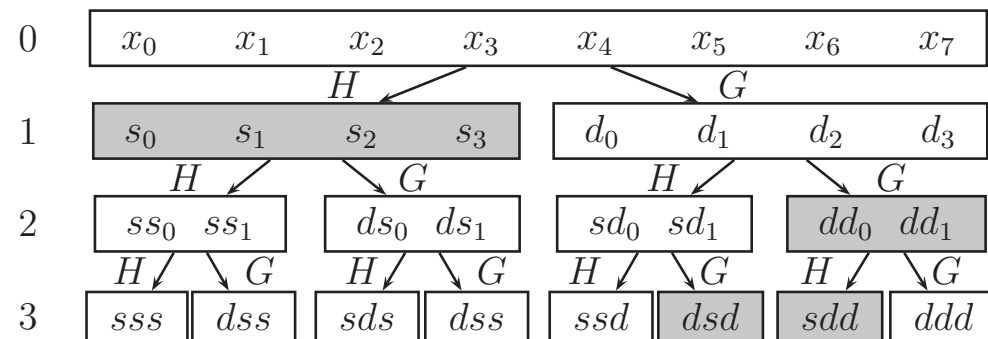 0 x₀ x₁ x₂ x₃ x₄ x₅ x₆ x₇
H G
1 s₀ s₁ s₂ s₃ d₀ d₁ d₂ d₃
H G H G
2 ss₀ ss₁ ds₀ ds₁ sd₀ sd₁ dd₀ dd₁
H G H G H G H G
3 sss dss sds dss ssd dsd sdd ddd